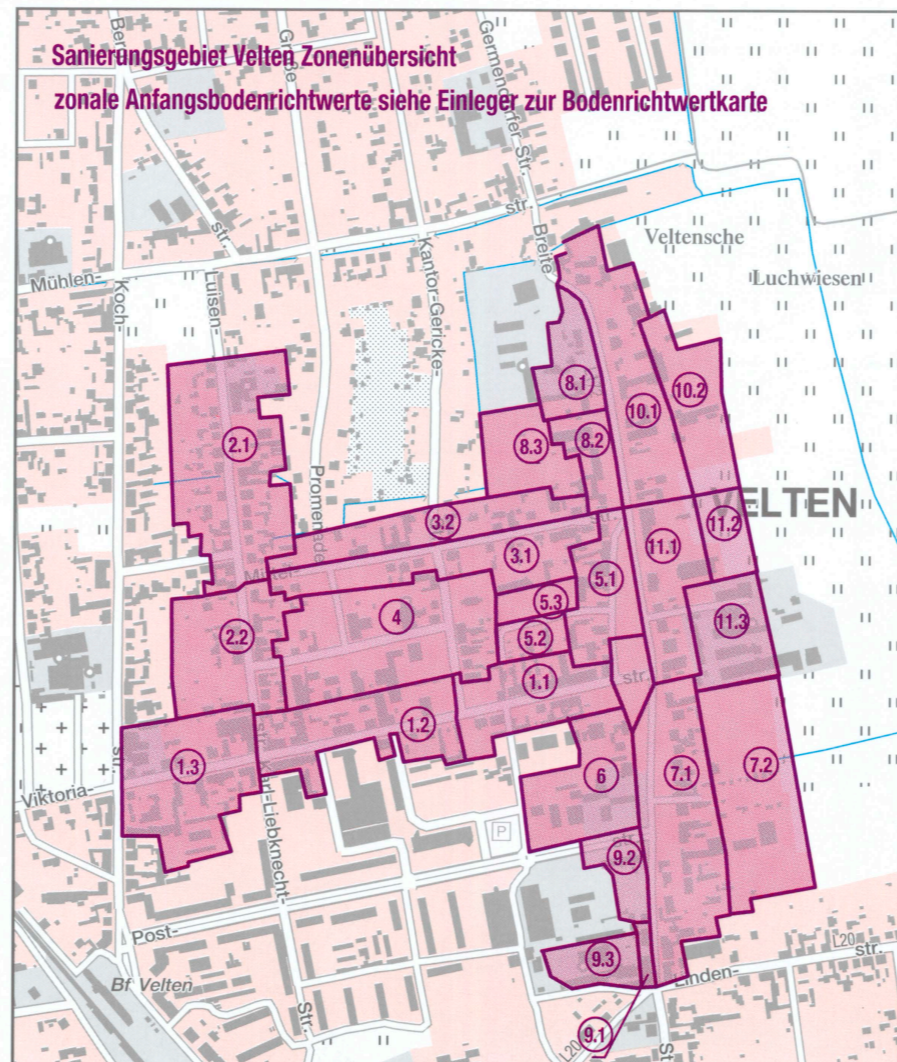 Sanierungsgebiet Velten Zonenübersicht
zonale Anfangsbodenrichtwerte siehe Einleger zur Bodenrichtwertkarte
Germendorfer Str.
str.
str.
Breite
Veltensche
Luchwiesen
Mühlen-
Koch-
Luisen-
Kantor-Gericke-
8.1
10.1
10.2
2.1
8.3
8.2
Promenade
VELTEN
3.2
str.
11.2
3.1
11.1
Mittel-
5.1
5.3
4
2.2
5.2
11.3
1.1
str.
1.2
str.
str.
1.3
6
7.1
7.2
Viktoria-
Karl-Liebknecht-
P
str.
9.2
Post-
L20
str.
9.3
Linden-
Bf Velten
Str.
9.1
L20
St